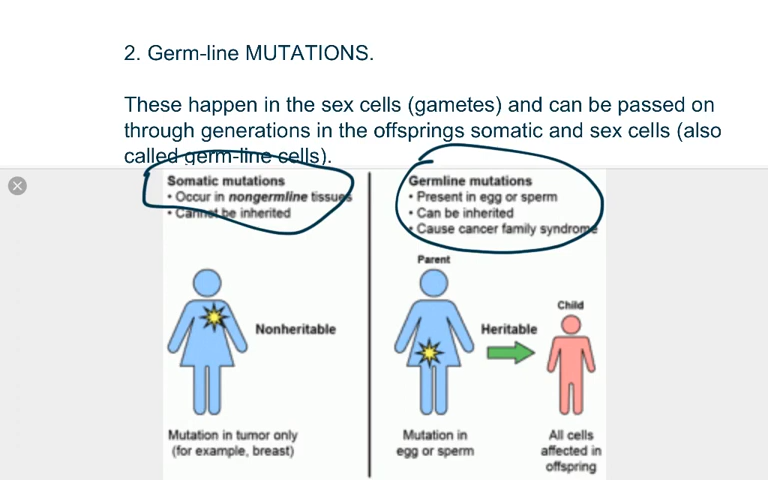 2. Germ-line MUTATIONS.
These happen in the sex cells (gametes) and can be passed on
through generations in the offsprings somatic and sex cells (also
called germ-line cells).
Somatic mutations
• Occur in nongermline tissues
• Cannot be inherited
Nonheritable
Mutation in tumor only
(for example, breast)
Germline mutations
• Present in egg or sperm
• Can be inherited
• Cause cancer family syndrome
Parent
Child
Heritable
Mutation in
egg or sperm
All cells
affected in
offspring